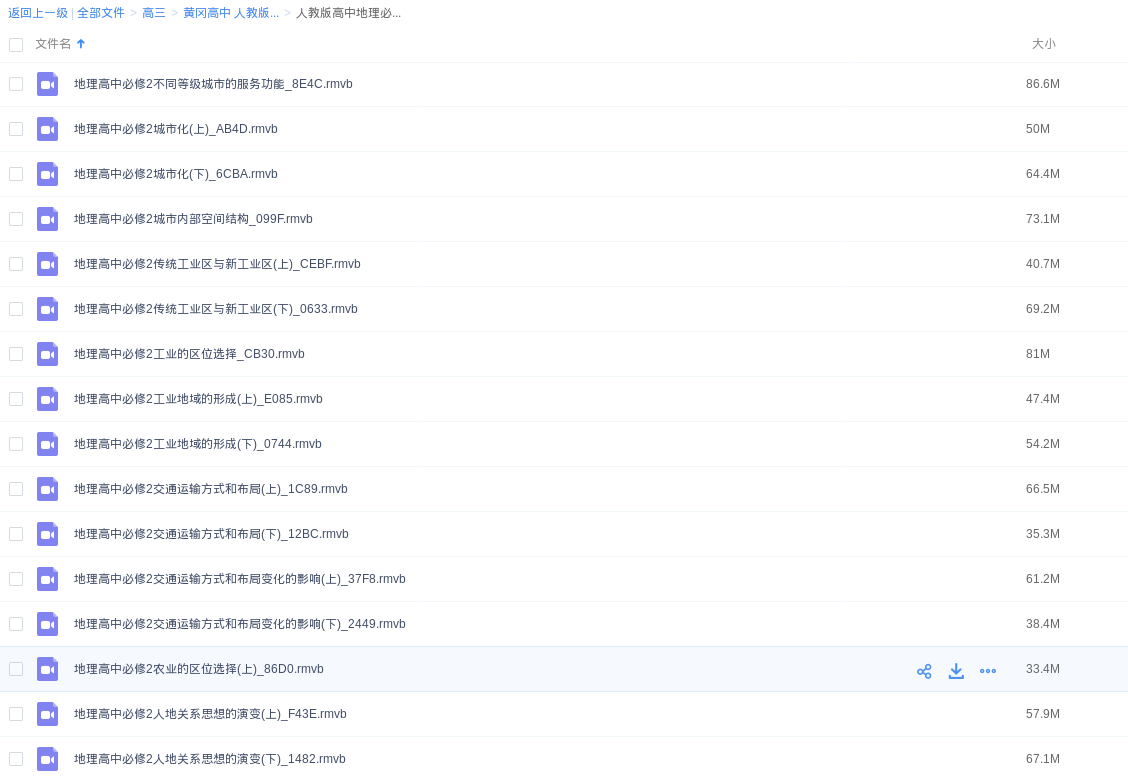 返回上一级 | 全部文件 > 高三 > 黄冈高中 人教版... > 人教版高中地理必...
文件名 大小
地理高中必修2不同等级城市的服务功能_8E4C.rmvb 86.6M
地理高中必修2城市化(上)_AB4D.rmvb 50M
地理高中必修2城市化(下)_6CBA.rmvb 64.4M
地理高中必修2城市内部空间结构_099F.rmvb 73.1M
地理高中必修2传统工业区与新工业区(上)_CEBF.rmvb 40.7M
地理高中必修2传统工业区与新工业区(下)_0633.rmvb 69.2M
地理高中必修2工业的区位选择_CB30.rmvb 81M
地理高中必修2工业地域的形成(上)_E085.rmvb 47.4M
地理高中必修2工业地域的形成(下)_0744.rmvb 54.2M
地理高中必修2交通运输方式和布局(上)_1C89.rmvb 66.5M
地理高中必修2交通运输方式和布局(下)_12BC.rmvb 35.3M
地理高中必修2交通运输方式和布局变化的影响(上)_37F8.rmvb 61.2M
地理高中必修2交通运输方式和布局变化的影响(下)_2449.rmvb 38.4M
地理高中必修2农业的区位选择(上)_86D0.rmvb 33.4M
地理高中必修2人地关系思想的演变(上)_F43E.rmvb 57.9M
地理高中必修2人地关系思想的演变(下)_1482.rmvb 67.1M